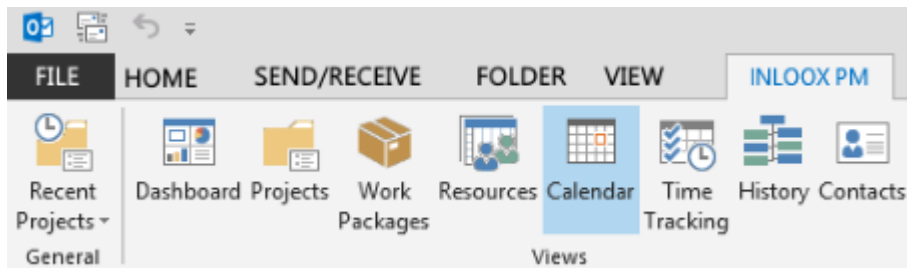 FILE HOME SEND/RECEIVE FOLDER VIEW INLOOX PM
Recent Projects
Dashboard Projects Work Packages Resources Calendar Time Tracking History Contacts
General Views